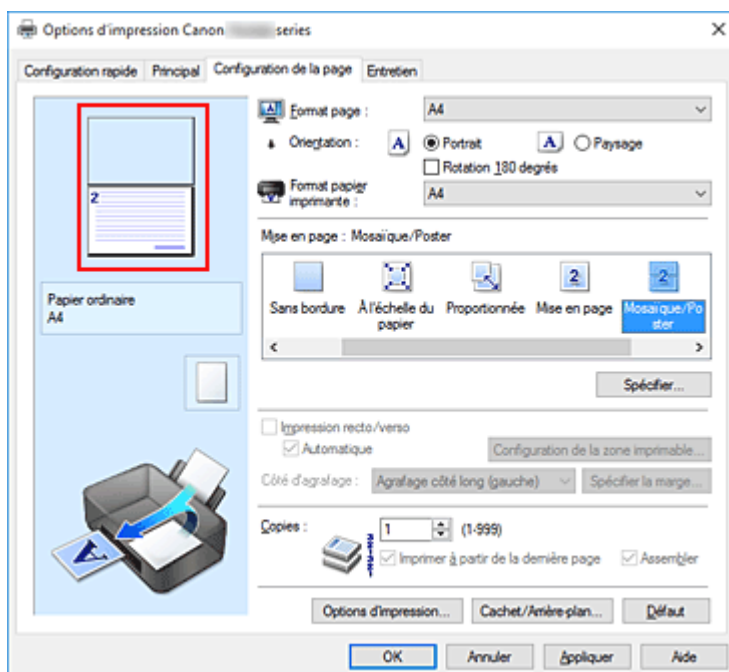 Options d'impression Canon series
Configuration rapide Principal Configuration de la page Entretien
Format page : A4
Orientation : A Portrait A Paysage
Rotation 180 degrés
Format papier imprimante : A4
2
Mise en page : Mosaïque/Poster
2 2
Sans bordure À l'échelle du papier Proportionnée Mise en page Mosaïque/Poster
Papier ordinaire
A4
Spécifier...
Impression recto/verso
Automatique Configuration de la zone imprimable...
Côté d'agrafage : Agrafage côté long (gauche) Spécifier la marge...
Copies : 1 (1-999)
Imprimer à partir de la dernière page Assembler
A
Options d'impression... Cachet/Arrière-plan... Défaut
OK Annuler Appliquer Aide